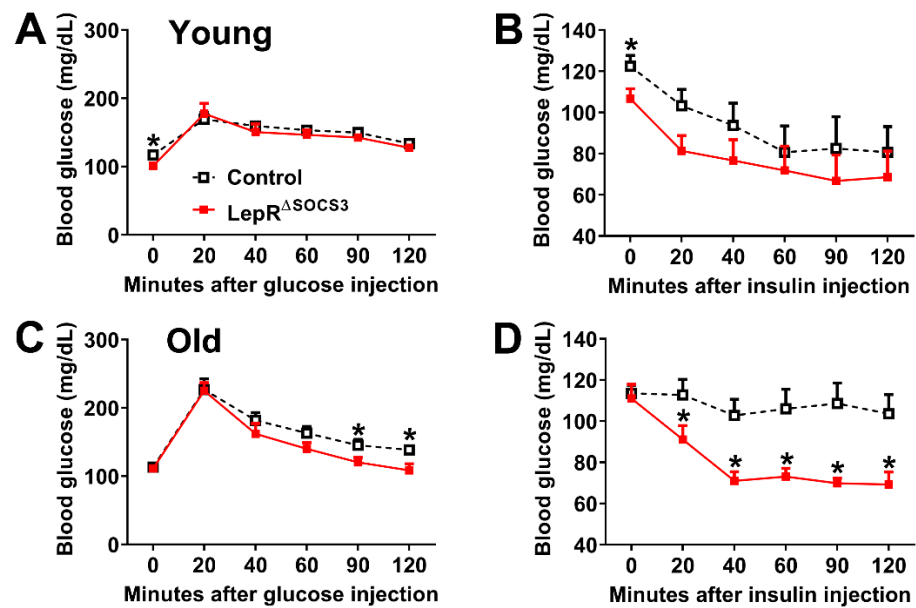 A
Young
Blood glucose (mg/dL)
300
200
100
0
*
Control
LepR^ΔSOCS3
0 20 40 60 90 120
Minutes after glucose injection
B
Blood glucose (mg/dL)
140
120
100
80
60
40
*
0 20 40 60 90 120
Minutes after insulin injection
C
Old
Blood glucose (mg/dL)
300
200
100
0
* *
0 20 40 60 90 120
Minutes after glucose injection
D
Blood glucose (mg/dL)
140
120
100
80
60
40
* * * * *
0 20 40 60 90 120
Minutes after insulin injection